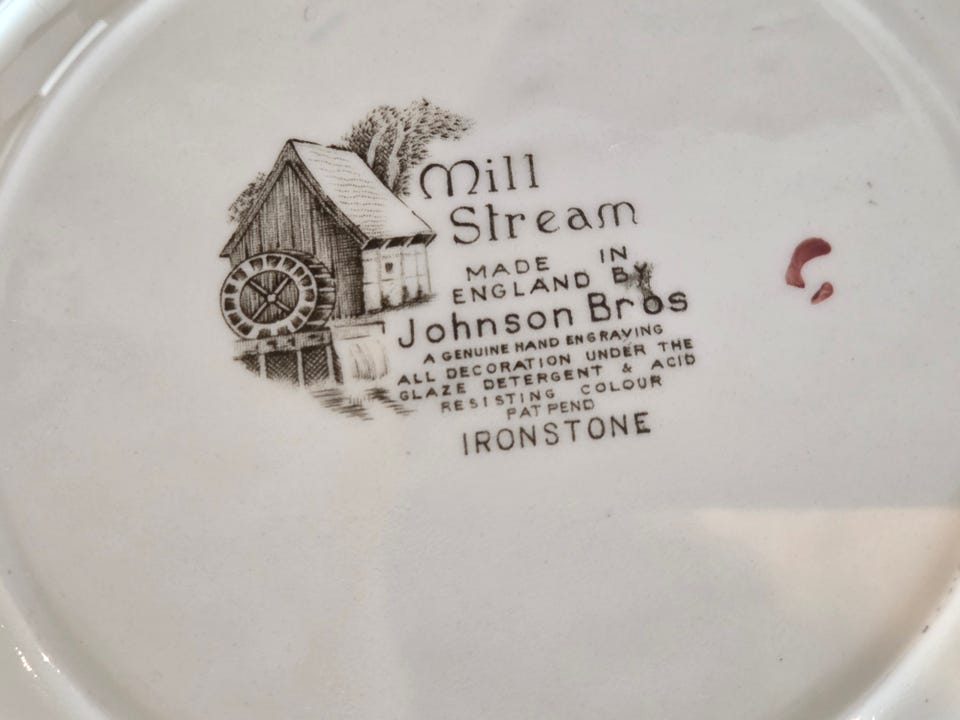 Mill
Stream
MADE IN
ENGLAND BY
Johnson Bros
A GENUINE HAND ENGRAVING
ALL DECORATION UNDER THE
GLAZE DETERGENT & ACID
RESISTING COLOUR
PAT PEND
IRONSTONE